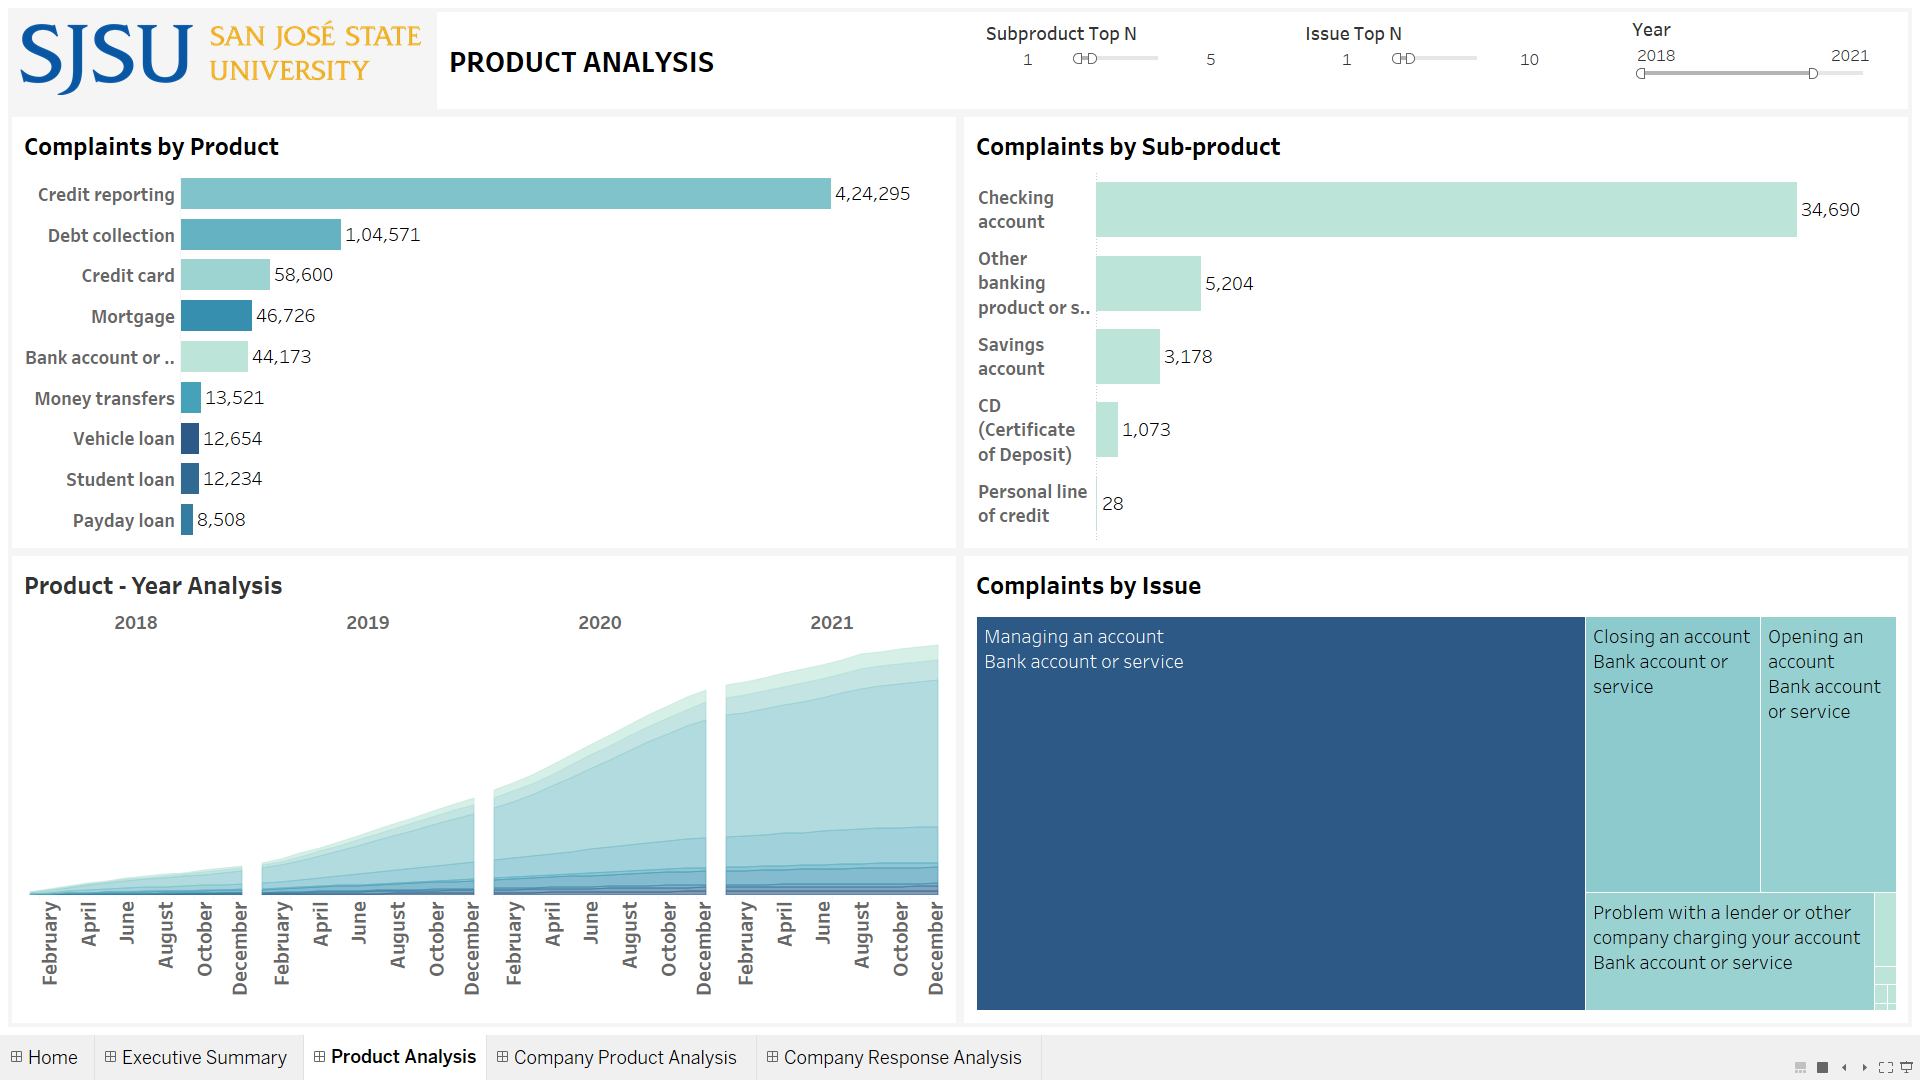 SJSU SAN JOSÉ STATE
UNIVERSITY
PRODUCT ANALYSIS
Subproduct Top N
1 5
Issue Top N
1 10
Year
2018 2021
Complaints by Product
Credit reporting 4,24,295
Debt collection 1,04,571
Credit card 58,600
Mortgage 46,726
Bank account or .. 44,173
Money transfers 13,521
Vehicle loan 12,654
Student loan 12,234
Payday loan 8,508
Complaints by Sub-product
Checking
account
34,690
Other
banking
product or s..
5,204
Savings
account
3,178
CD
(Certificate
of Deposit)
1,073
Personal line
of credit
28
Product - Year Analysis
2018 2019 2020 2021
February April June August October December February April June August October December February April June August October December February April June August October December
Complaints by Issue
Managing an account
Bank account or service
Closing an account
Bank account or
service
Opening an
account
Bank account
or service
Problem with a lender or other
company charging your account
Bank account or service
Home Executive Summary Product Analysis Company Product Analysis Company Response Analysis